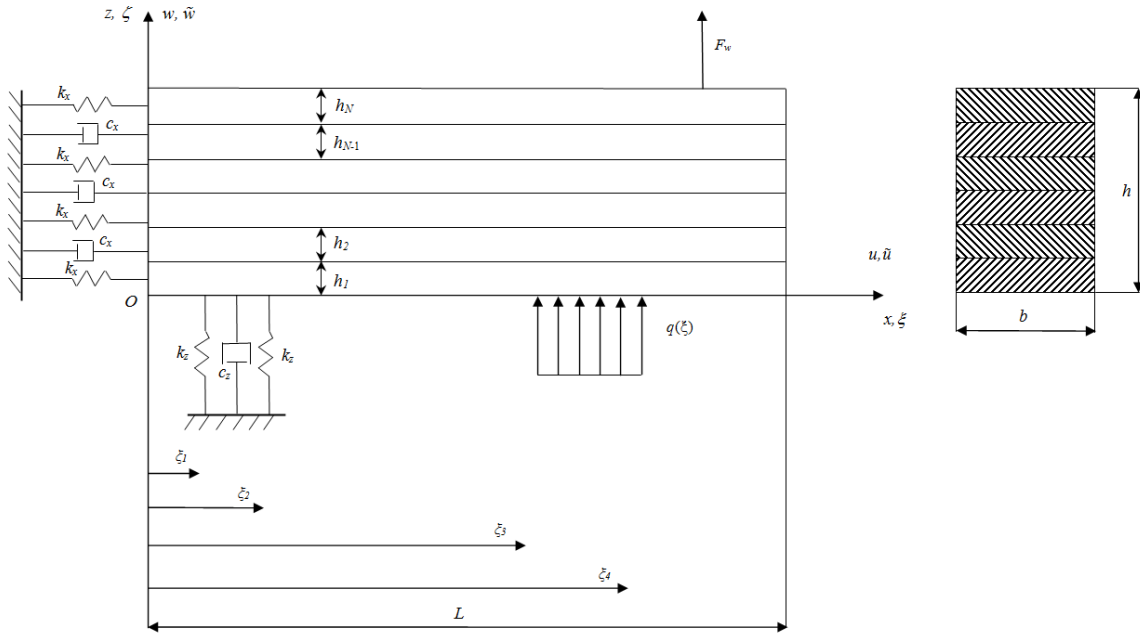 z, ζ
w, w̃
F_w
k_x
h_N
c_x
h_{N-1}
k_x
c_x
h
k_x
c_x
h_2
k_x
h_1
u, ũ
O
x, ξ
b
q(ξ)
k_z
c_z
k_z
ξ_1
ξ_2
ξ_3
ξ_4
L